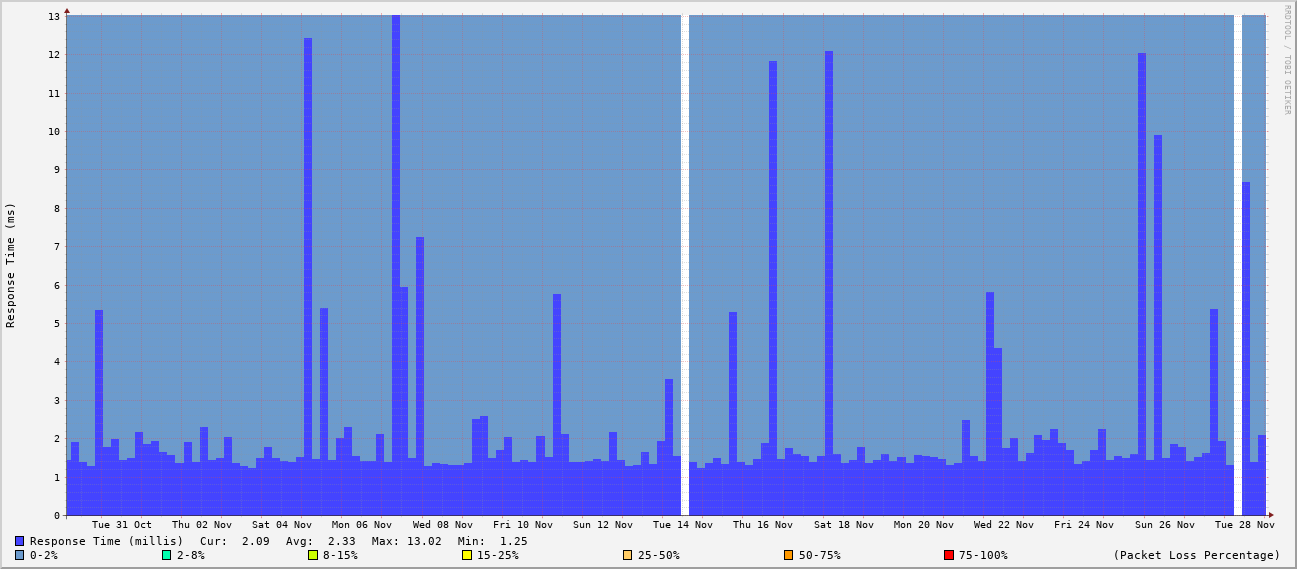 13
12
11
10
9
8
7
6
5
4
3
2
1
0
Response Time (ms)
RRDTOOL / TOBI OETIKER
Tue 31 Oct Thu 02 Nov Sat 04 Nov Mon 06 Nov Wed 08 Nov Fri 10 Nov Sun 12 Nov Tue 14 Nov Thu 16 Nov Sat 18 Nov Mon 20 Nov Wed 22 Nov Fri 24 Nov Sun 26 Nov Tue 28 Nov
Response Time (millis) Cur: 2.09 Avg: 2.33 Max: 13.02 Min: 1.25
0-2% 2-8% 8-15% 15-25% 25-50% 50-75% 75-100% (Packet Loss Percentage)